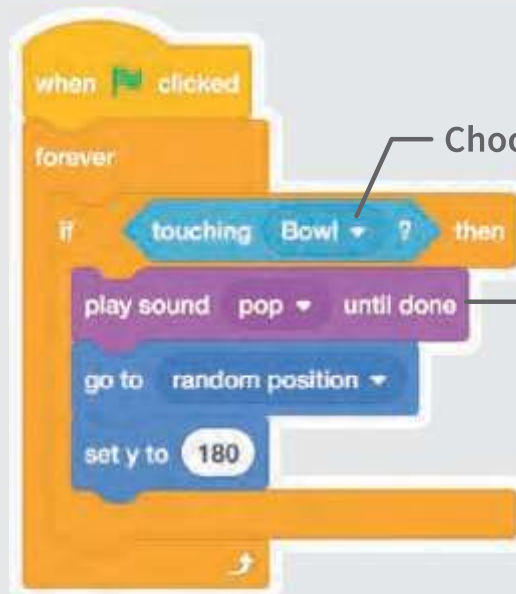 when clicked
forever
Choo
if touching Bowl ? then
play sound pop until done
go to random position
set y to 180